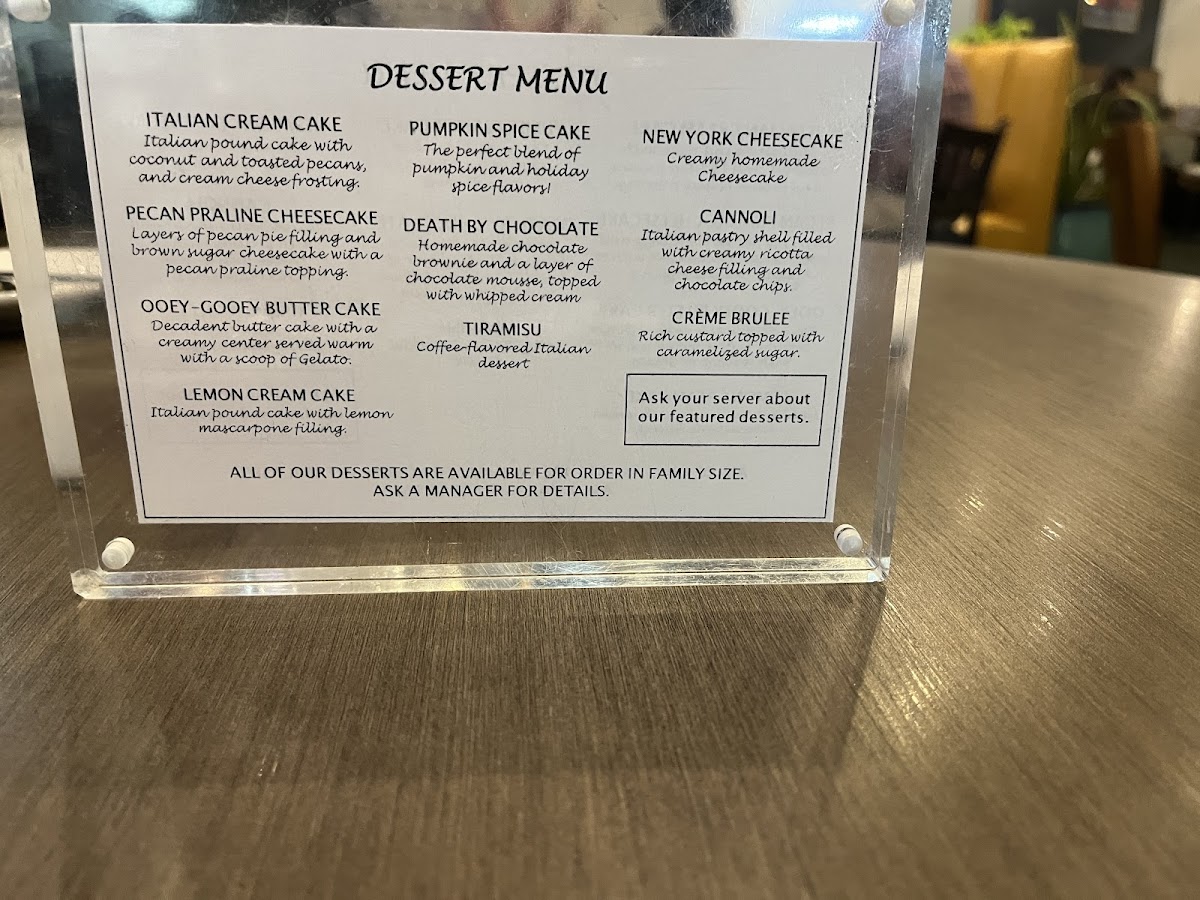 DESSERT MENU
ITALIAN CREAM CAKE
Italian pound cake with
coconut and toasted pecans,
and cream cheese frosting.
PECAN PRALINE CHEESECAKE
Layers of pecan pie filling and
brown sugar cheesecake with a
pecan praline topping.
OOEY-GOOEY BUTTER CAKE
Decadent butter cake with a
creamy center served warm
with a scoop of Gelato.
LEMON CREAM CAKE
Italian pound cake with lemon
mascarpone filling.
PUMPKIN SPICE CAKE
The perfect blend of
pumpkin and holiday
spice flavors!
DEATH BY CHOCOLATE
Homemade chocolate
brownie and a layer of
chocolate mousse, topped
with whipped cream
TIRAMISU
Coffee-flavored Italian
dessert
NEW YORK CHEESECAKE
Creamy homemade
Cheesecake
CANNOLI
Italian pastry shell filled
with creamy ricotta
cheese filling and
chocolate chips.
CRÈME BRULEE
Rich custard topped with
caramelized sugar.
Ask your server about
our featured desserts.
ALL OF OUR DESSERTS ARE AVAILABLE FOR ORDER IN FAMILY SIZE.
ASK A MANAGER FOR DETAILS.